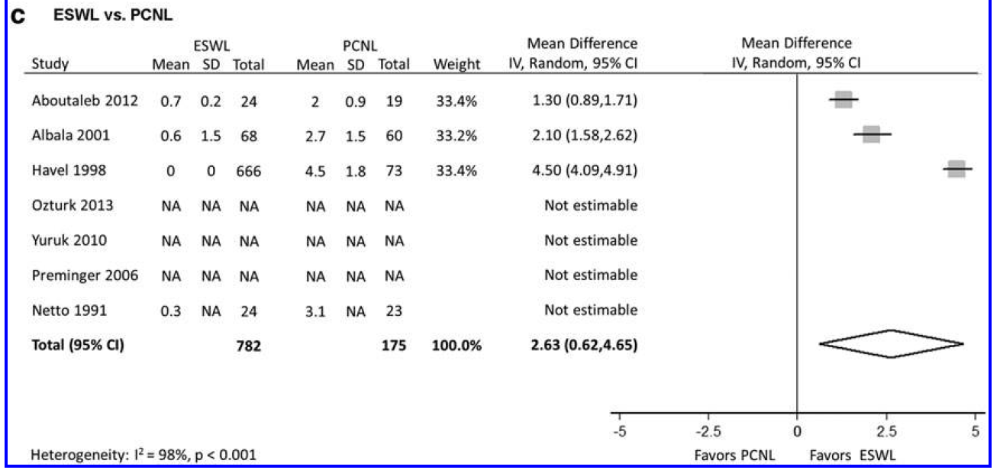 c ESWL vs. PCNL
ESWL PCNL Mean Difference Mean Difference
Study Mean SD Total Mean SD Total Weight IV, Random, 95% CI IV, Random, 95% CI
Aboutaleb 2012 0.7 0.2 24 2 0.9 19 33.4% 1.30 (0.89,1.71)
Albala 2001 0.6 1.5 68 2.7 1.5 60 33.2% 2.10 (1.58,2.62)
Havel 1998 0 0 666 4.5 1.8 73 33.4% 4.50 (4.09,4.91)
Ozturk 2013 NA NA NA NA NA NA Not estimable
Yuruk 2010 NA NA NA NA NA NA Not estimable
Preminger 2006 NA NA NA NA NA NA Not estimable
Netto 1991 0.3 NA 24 3.1 NA 23 Not estimable
Total (95% CI) 782 175 100.0% 2.63 (0.62,4.65)
-5 -2.5 0 2.5 5
Heterogeneity: I² = 98%, p < 0.001 Favors PCNL Favors ESWL